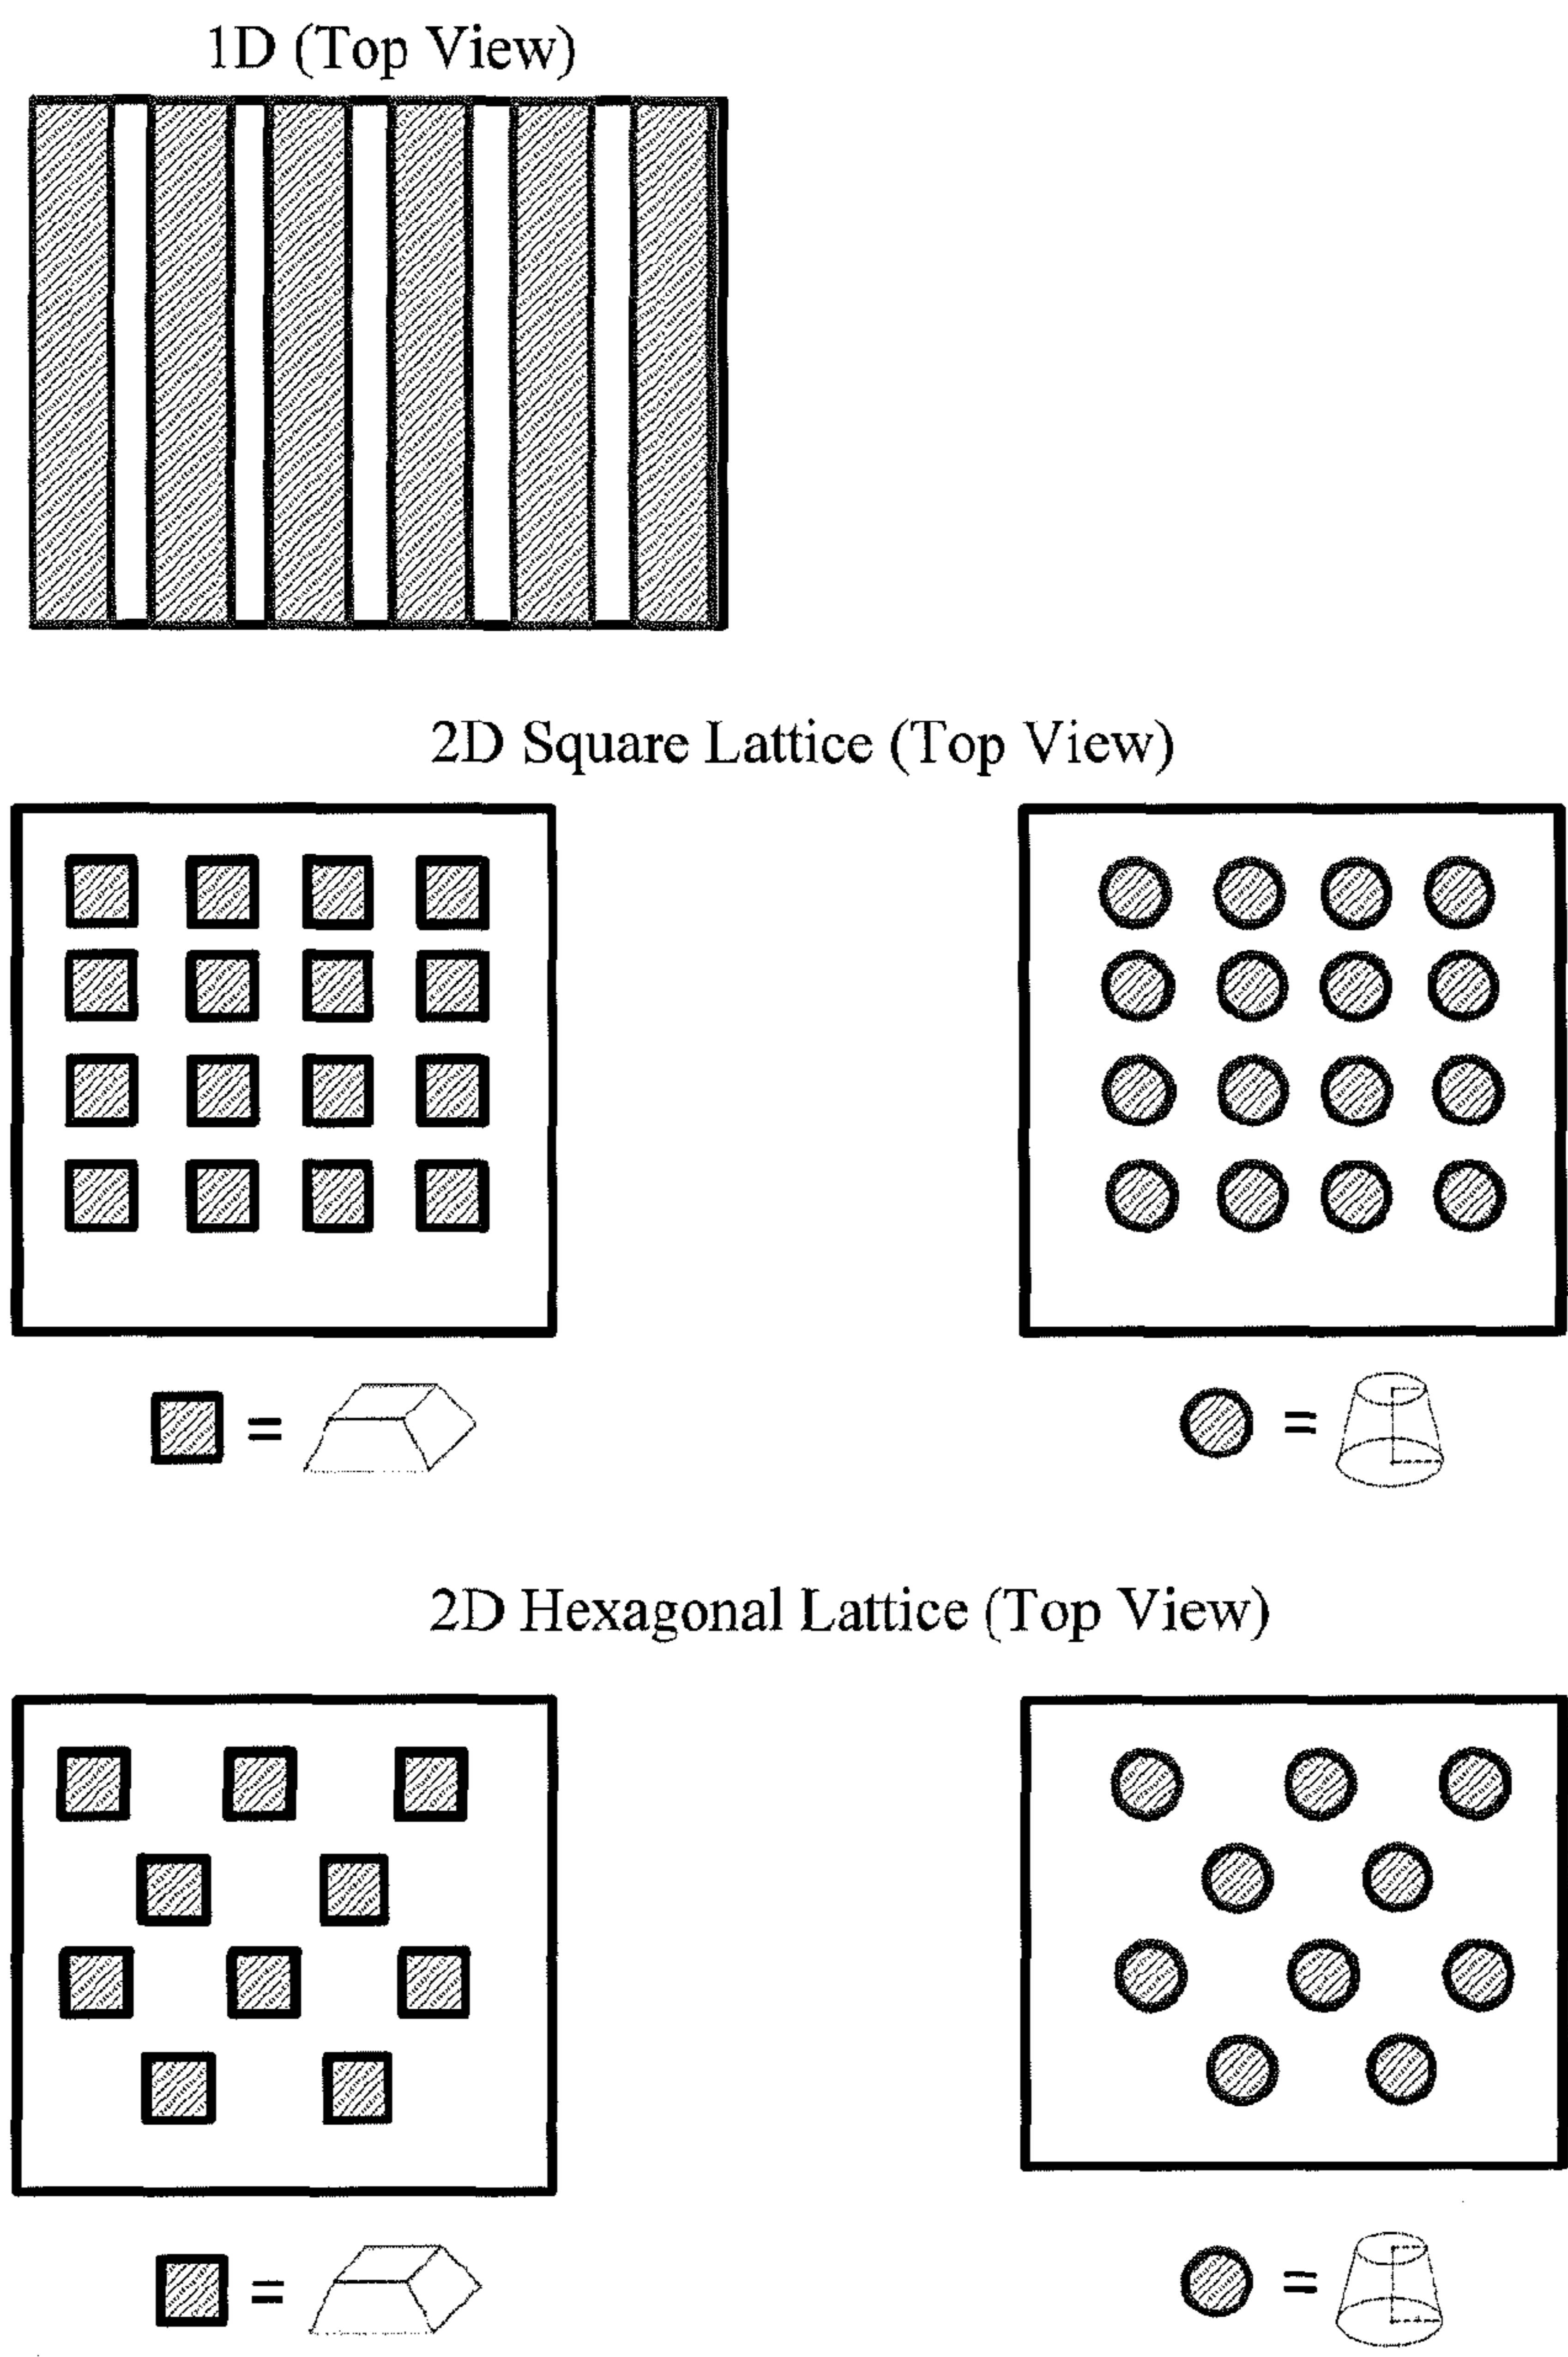 1D (Top View)
2D Square Lattice (Top View)
=
=
2D Hexagonal Lattice (Top View)
=
=